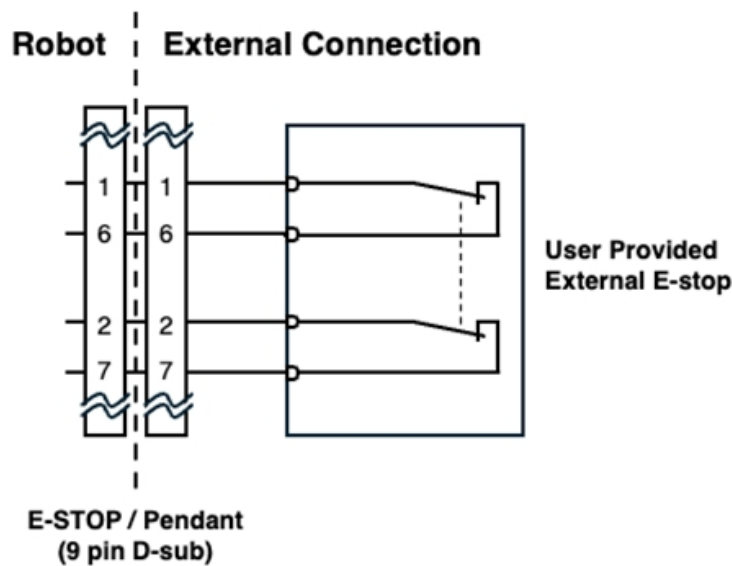 Robot
External Connection
1
1
6
6
User Provided
External E-stop
2
2
7
7
E-STOP / Pendant
(9 pin D-sub)